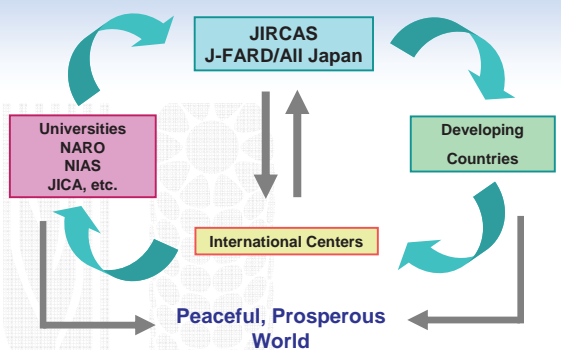 JIRCAS
J-FARD/All Japan
Universities
NARO
NIAS
JICA, etc.
Developing
Countries
International Centers
Peaceful, Prosperous
World